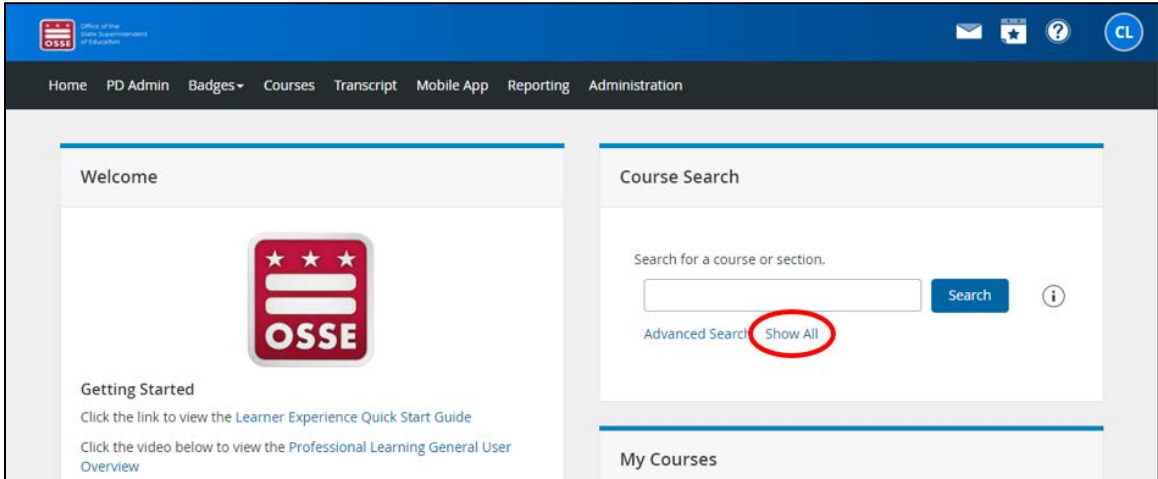 OSSE
Office of the
State Superintendent
of Education
CL
Home PD Admin Badges Courses Transcript Mobile App Reporting Administration
Welcome
OSSE
Getting Started
Click the link to view the Learner Experience Quick Start Guide
Click the video below to view the Professional Learning General User
Overview
Course Search
Search for a course or section.
Search
Advanced Search Show All
My Courses